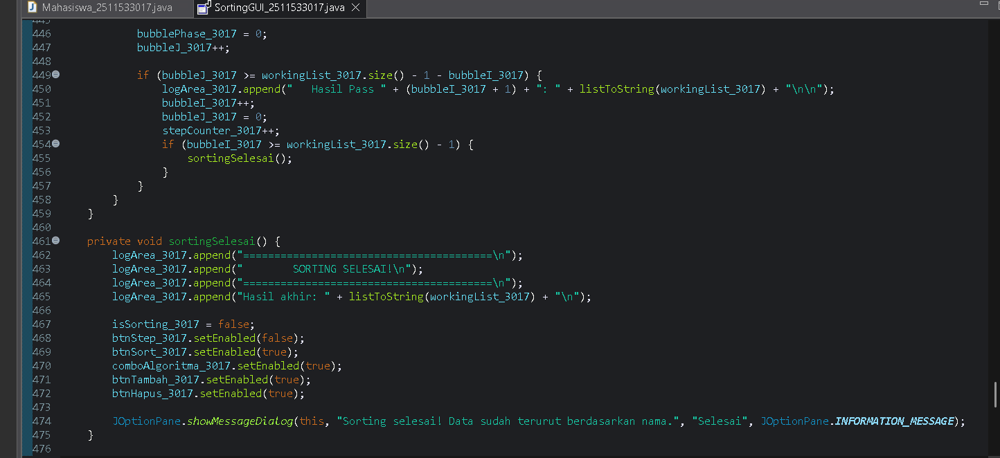 Mahasiswa_2511533017.java SortingGUI_2511533017.java
445
446 bubblePhase_3017 = 0;
447 bubbleJ_3017++;
448
449 if (bubbleJ_3017 >= workingList_3017.size() - 1 - bubbleI_3017) {
450 logArea_3017.append("   Hasil Pass " + (bubbleI_3017 + 1) + ": " + listToString(workingList_3017) + "\n\n");
451 bubbleI_3017++;
452 bubbleJ_3017 = 0;
453 stepCounter_3017++;
454 if (bubbleI_3017 >= workingList_3017.size() - 1) {
455 sortingSelesai();
456 }
457 }
458 }
459 }
460
461 private void sortingSelesai() {
462 logArea_3017.append("========================================\n");
463 logArea_3017.append("        SORTING SELESAI!\n");
464 logArea_3017.append("========================================\n");
465 logArea_3017.append("Hasil akhir: " + listToString(workingList_3017) + "\n");
466
467 isSorting_3017 = false;
468 btnStep_3017.setEnabled(false);
469 btnSort_3017.setEnabled(true);
470 comboAlgoritma_3017.setEnabled(true);
471 btnTambah_3017.setEnabled(true);
472 btnHapus_3017.setEnabled(true);
473
474 JOptionPane.showMessageDialog(this, "Sorting selesai! Data sudah terurut berdasarkan nama.", "Selesai", JOptionPane.INFORMATION_MESSAGE);
475 }
476